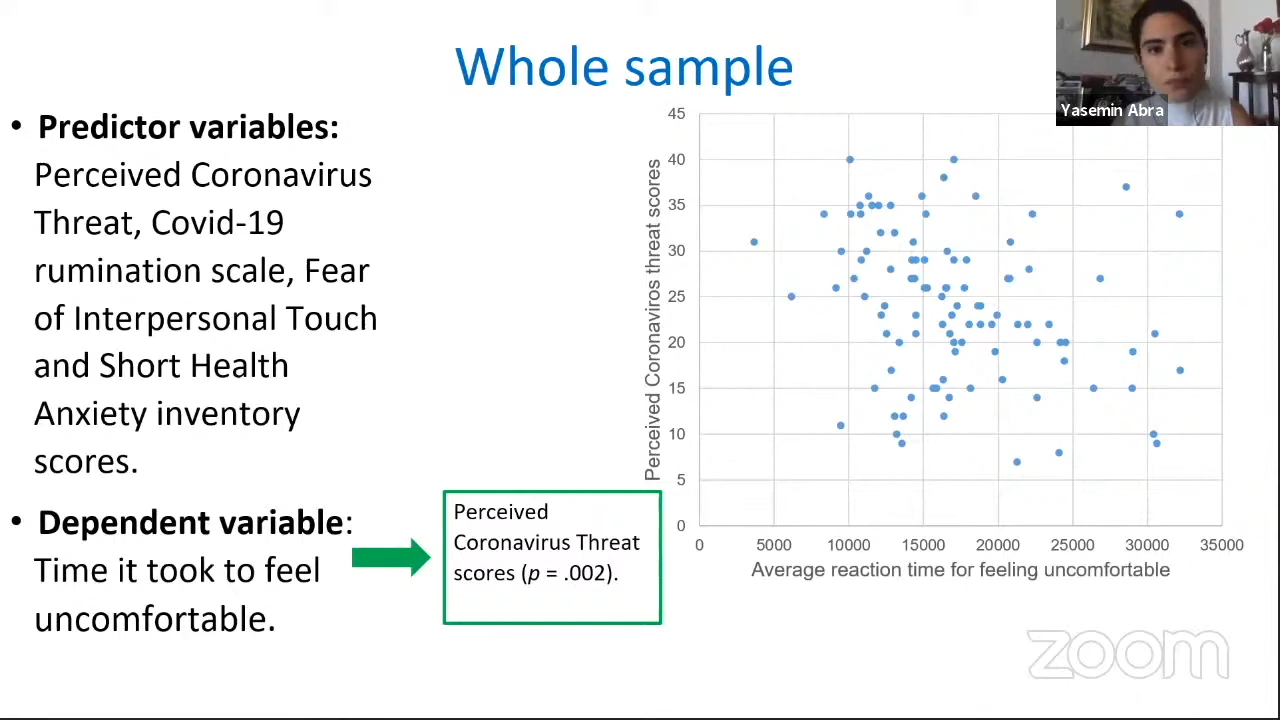 Whole sample
Yasemin Abra
• Predictor variables:
Perceived Coronavirus
Threat, Covid-19
rumination scale, Fear
of Interpersonal Touch
and Short Health
Anxiety inventory
scores.
• Dependent variable:
Time it took to feel
uncomfortable.
Perceived
Coronavirus Threat
scores (p = .002).
Perceived Coronaviros threat scores
45
40
35
30
25
20
15
10
5
0
0 5000 10000 15000 20000 25000 30000 35000
Average reaction time for feeling uncomfortable
zoom